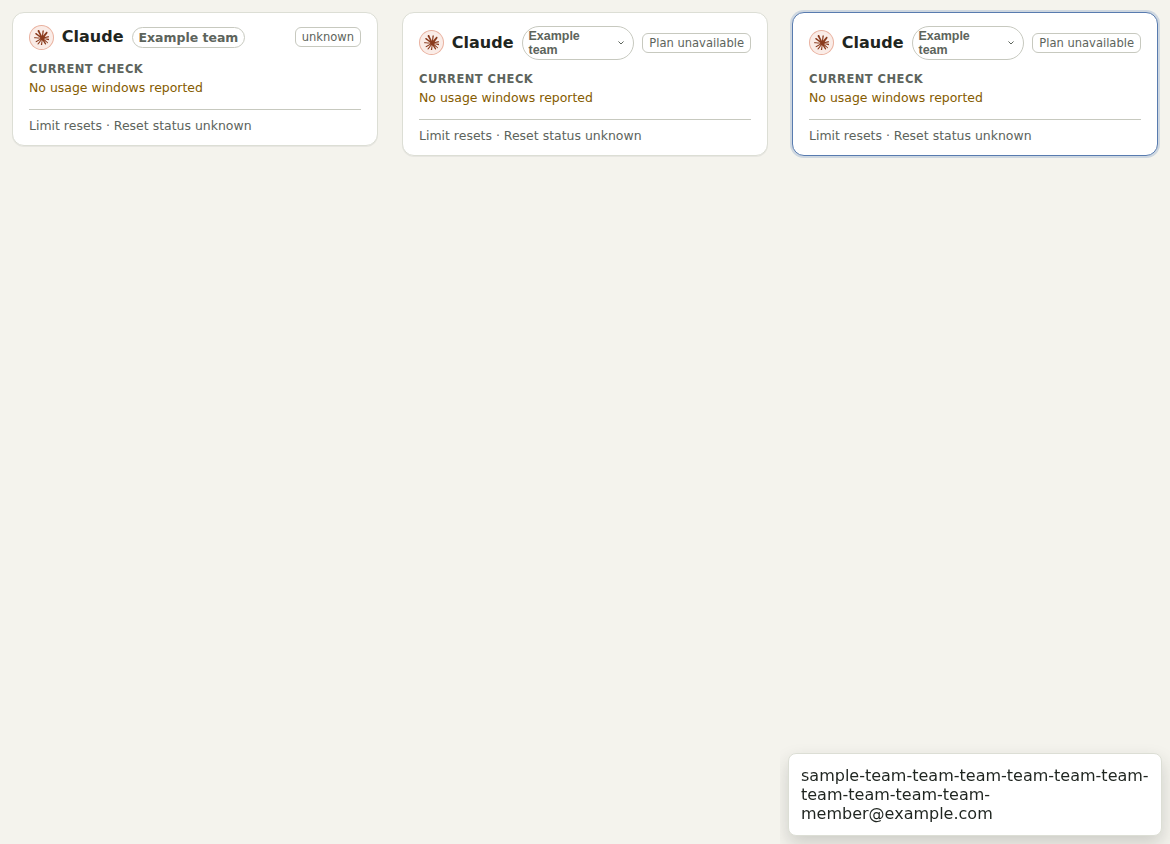 Claude Example team unknown
CURRENT CHECK
No usage windows reported
Limit resets · Reset status unknown
Claude Example team Plan unavailable
CURRENT CHECK
No usage windows reported
Limit resets · Reset status unknown
Claude Example team Plan unavailable
CURRENT CHECK
No usage windows reported
Limit resets · Reset status unknown
sample-team-team-team-team-team-team-
team-team-team-team-
member@example.com